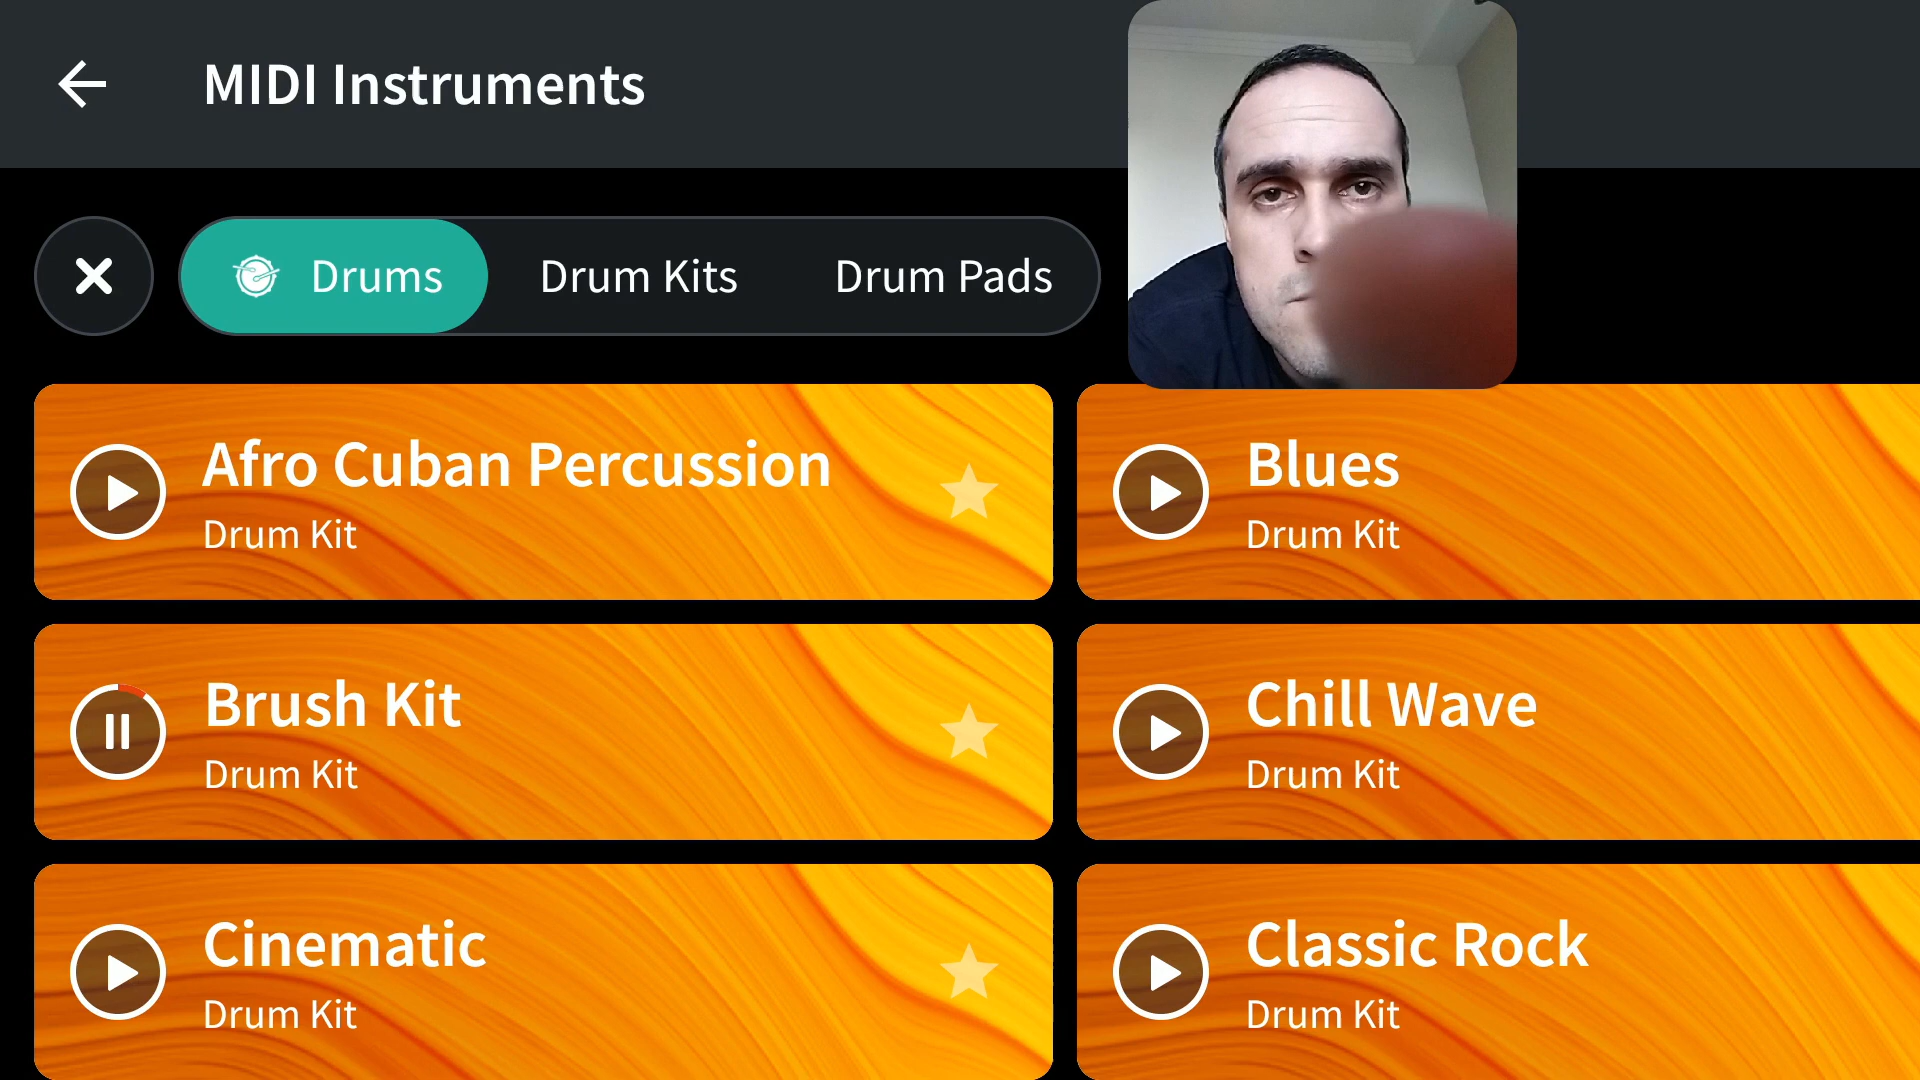 MIDI Instruments
Drums
Drum Kits
Drum Pads
Afro Cuban Percussion
Drum Kit
Blues
Drum Kit
Brush Kit
Drum Kit
Chill Wave
Drum Kit
Cinematic
Drum Kit
Classic Rock
Drum Kit